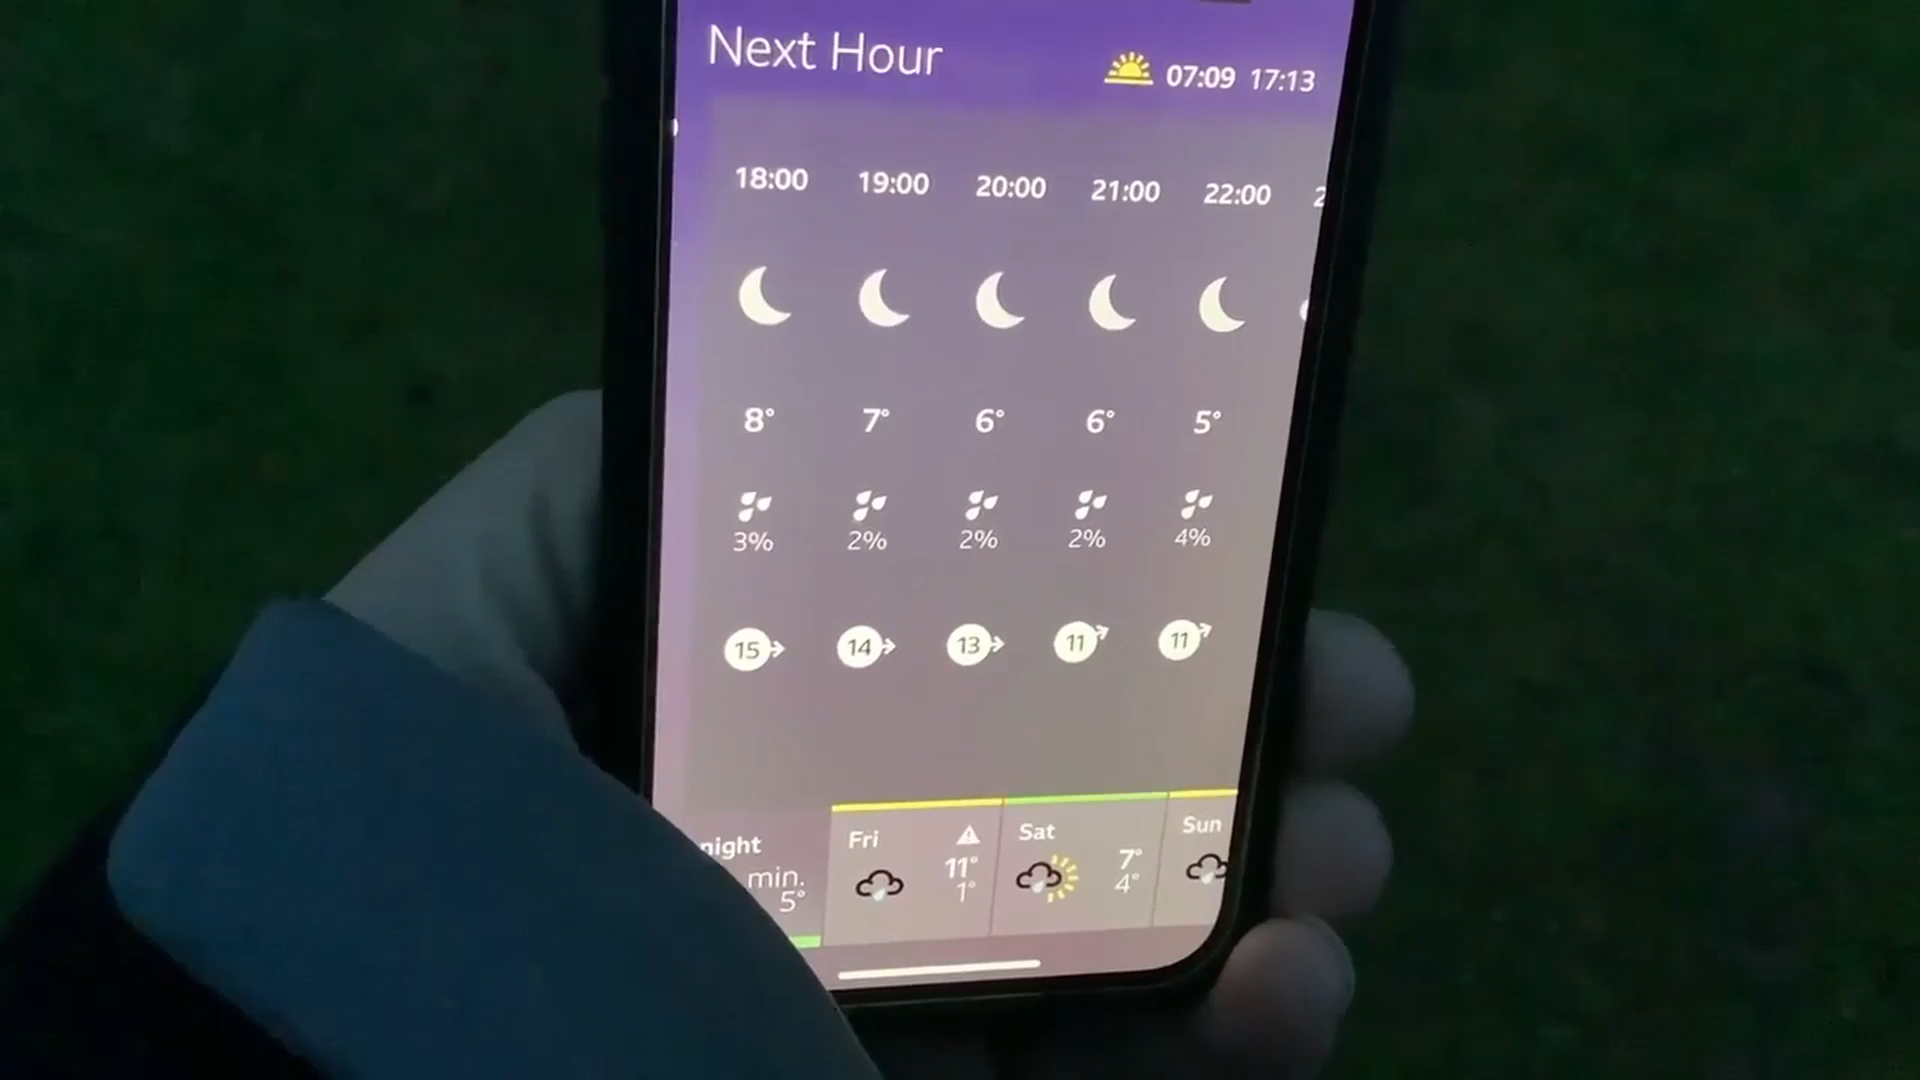 Next Hour
07:09 17:13
18:00 19:00 20:00 21:00 22:00
8° 7° 6° 6° 5°
3% 2% 2% 2% 4%
15 14 13 11 11
night Fri Sat Sun
min. 11° 7°
5° 1° 4°